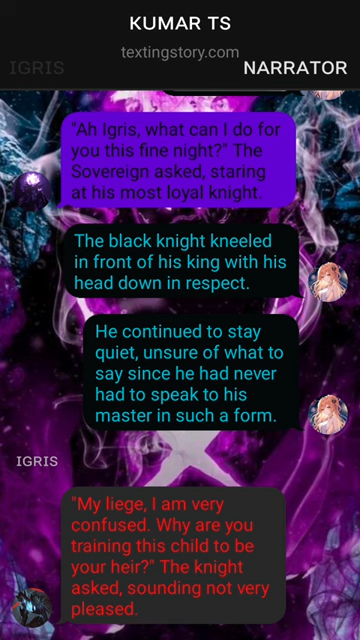 KUMAR TS
textingstory.com
IGRIS
NARRATOR
"Ah Igris, what can I do for
you this fine night?" The
Sovereign asked, staring
at his most loyal knight.
The black knight kneeled
in front of his king with his
head down in respect.
He continued to stay
quiet, unsure of what to
say since he had never
had to speak to his
master in such a form.
IGRIS
"My liege, I am very
confused. Why are you
training this child to be
your heir?" The knight
asked, sounding not very
pleased.